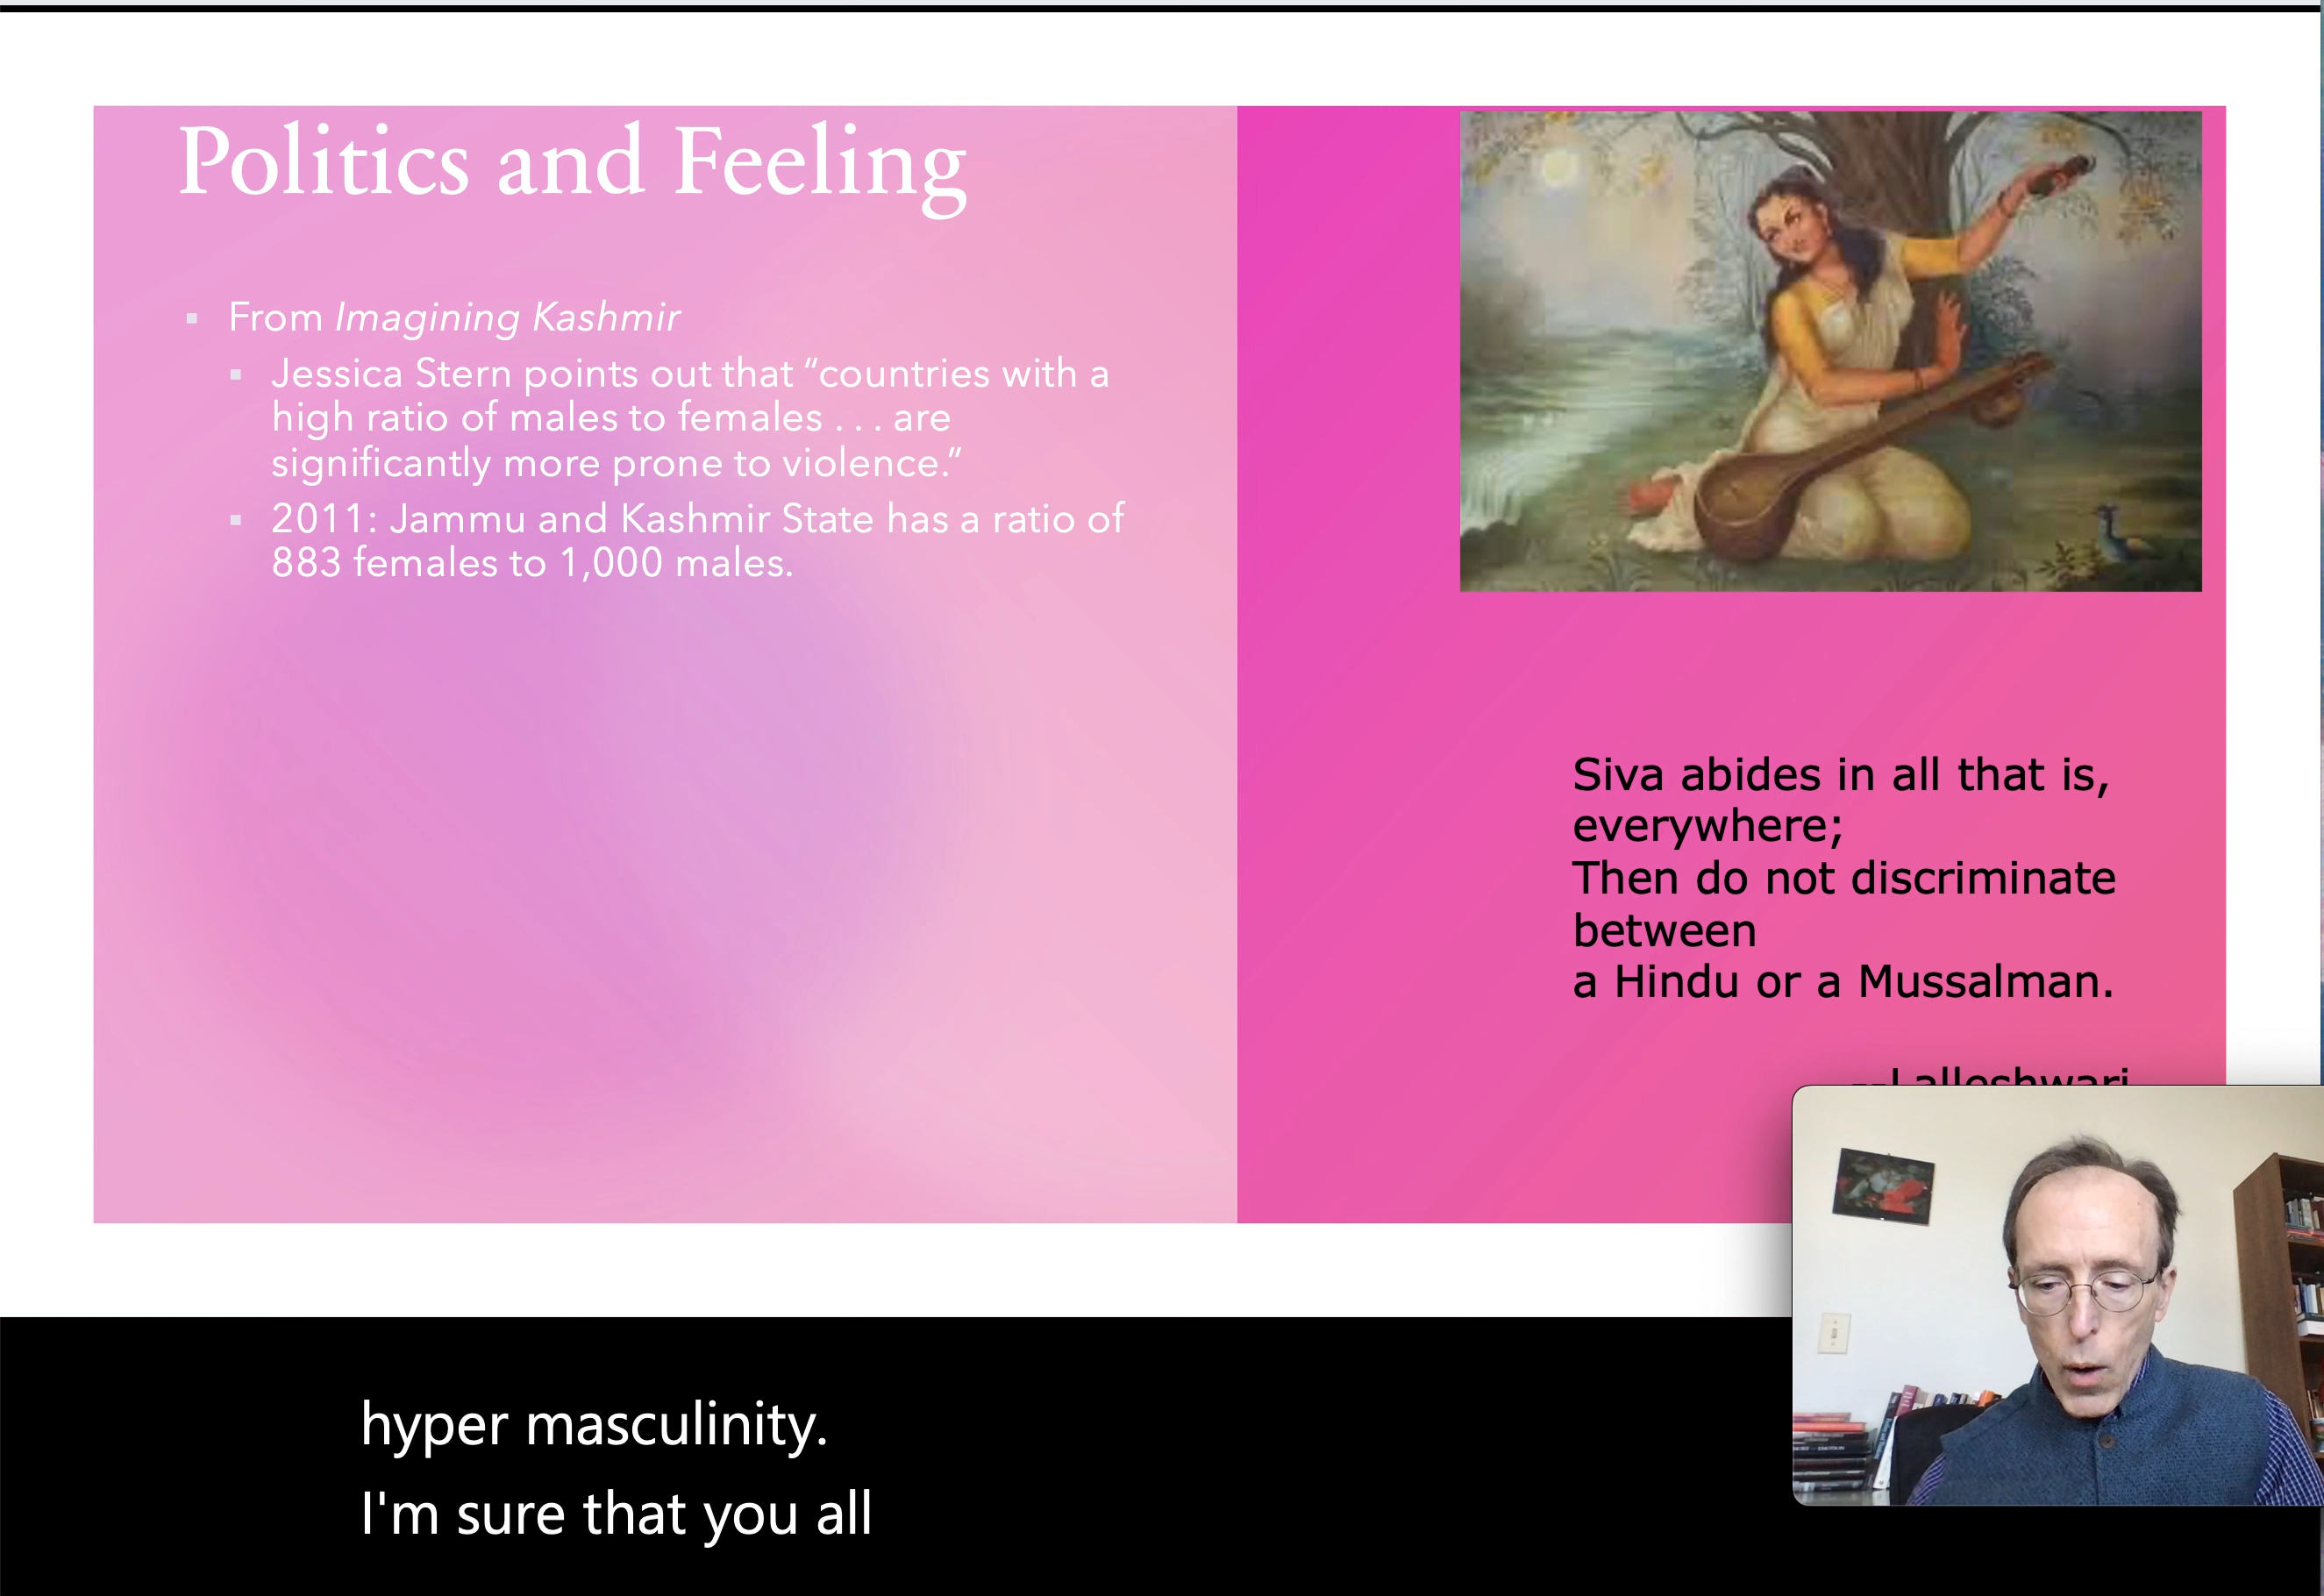 Politics and Feeling
From Imagining Kashmir
Jessica Stern points out that “countries with a
high ratio of males to females . . . are
significantly more prone to violence.”
2011: Jammu and Kashmir State has a ratio of
883 females to 1,000 males.
Siva abides in all that is,
everywhere;
Then do not discriminate
between
a Hindu or a Mussalman.
--Lalleshwari
hyper masculinity.
I'm sure that you all